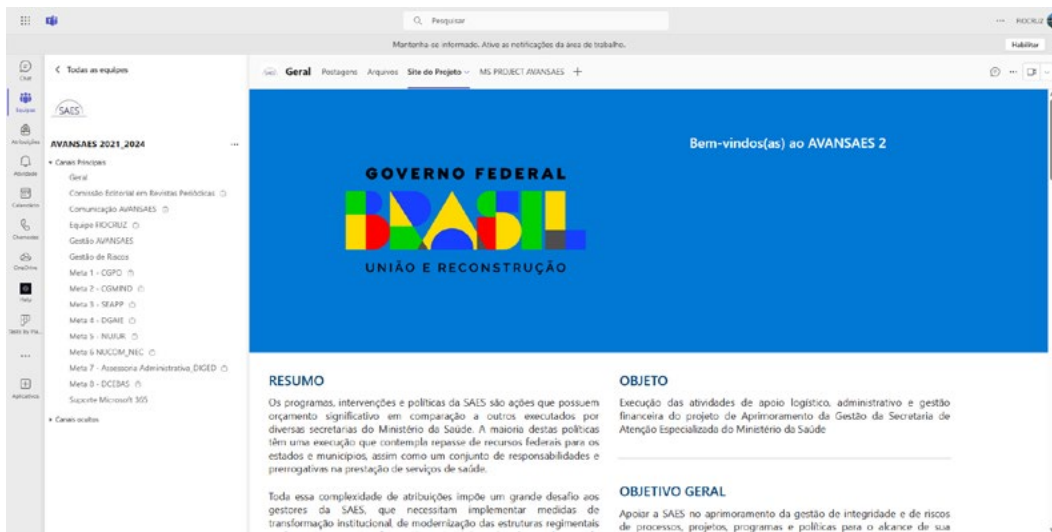 Pesquisar
FIOCRUZ
Mantenha-se informado. Ative as notificações da área de trabalho.
Habilitar
Chat
Equipes
Atribuições
Atividade
Calendário
Chamadas
OneDrive
Help
Aplicativos
Todas as equipes
SAES
AVANSAES 2021_2024
Canais Principais
Geral
Comissão Editorial em Revistas Periódicas
Comunicação AVANSAES
Equipe FIOCRUZ
Gestão AVANSAES
Gestão de Riscos
Meta 1 - CGPO
Meta 2 - CGMIND
Meta 3 - SEAPP
Meta 4 - DGAIE
Meta 5 - NUJUR
Meta 6 NUCOM_NEC
Meta 7 - Assessoria Administrativa_DIGED
Meta 8 - DCEBAS
Suporte Microsoft 365
Canais ocultos
SAES Geral Postagens Arquivos Site do Projeto MS PROJECT AVANSAES +
Bem-vindos(as) ao AVANSAES 2
GOVERNO FEDERAL
BRASIL
UNIÃO E RECONSTRUÇÃO
RESUMO
Os programas, intervenções e políticas da SAES são ações que possuem
orçamento significativo em comparação a outros executados por
diversas secretarias do Ministério da Saúde. A maioria destas políticas
têm uma execução que contempla repasse de recursos federais para os
estados e municípios, assim como um conjunto de responsabilidades e
prerrogativas na prestação de serviços de saúde.
Toda essa complexidade de atribuições impõe um grande desafio aos
gestores da SAES, que necessitam implementar medidas de
transformação institucional, de modernização das estruturas regimentais
OBJETO
Execução das atividades de apoio logístico, administrativo e gestão
financeira do projeto de Aprimoramento da Gestão da Secretaria de
Atenção Especializada do Ministério da Saúde
OBJETIVO GERAL
Apoiar a SAES no aprimoramento da gestão de integridade e de riscos
de processos, projetos, programas e políticas para o alcance de sua